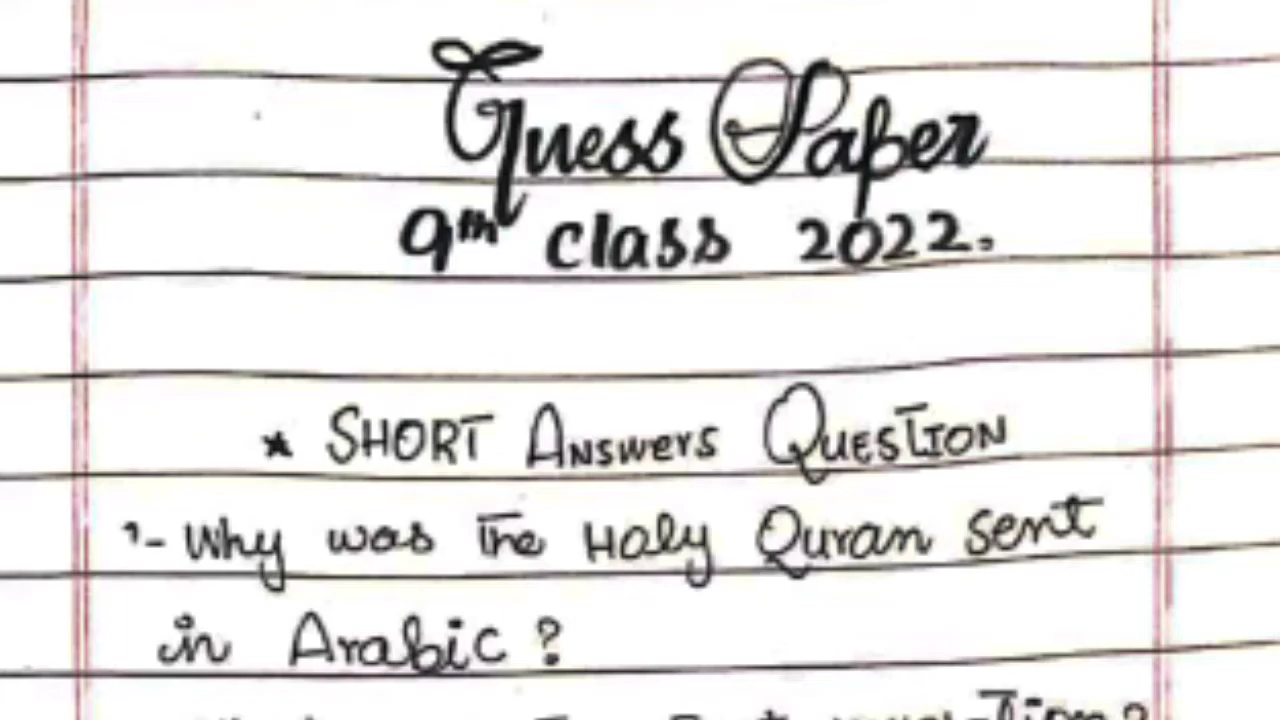 Guess Paper
9th class 2022.
* SHORT Answers Question
1- Why was the Holy Quran sent
in Arabic?